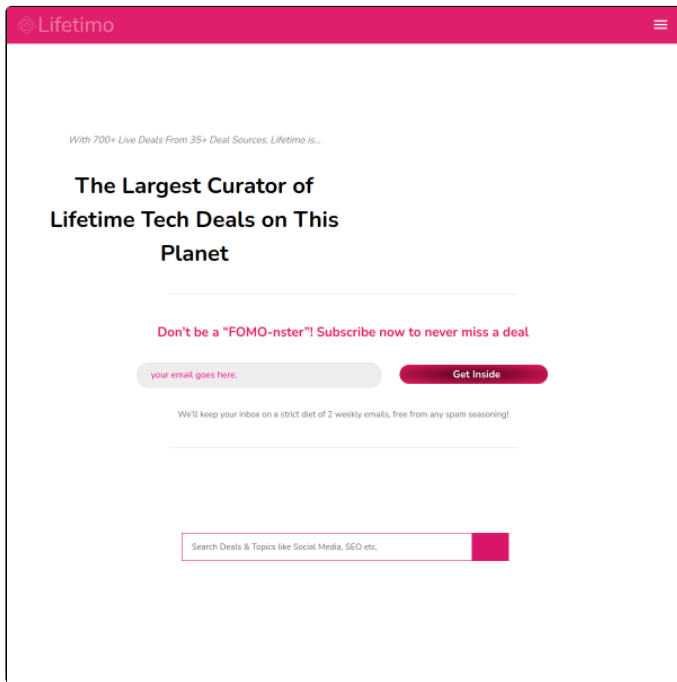 Lifetimo
With 700+ Live Deals From 35+ Deal Sources, Lifetimo is...
The Largest Curator of
Lifetime Tech Deals on This
Planet
Don't be a “FOMO-nster”! Subscribe now to never miss a deal
your email goes here.
Get Inside
We'll keep your inbox on a strict diet of 2 weekly emails, free from any spam seasoning!
Search Deals & Topics like Social Media, SEO etc,